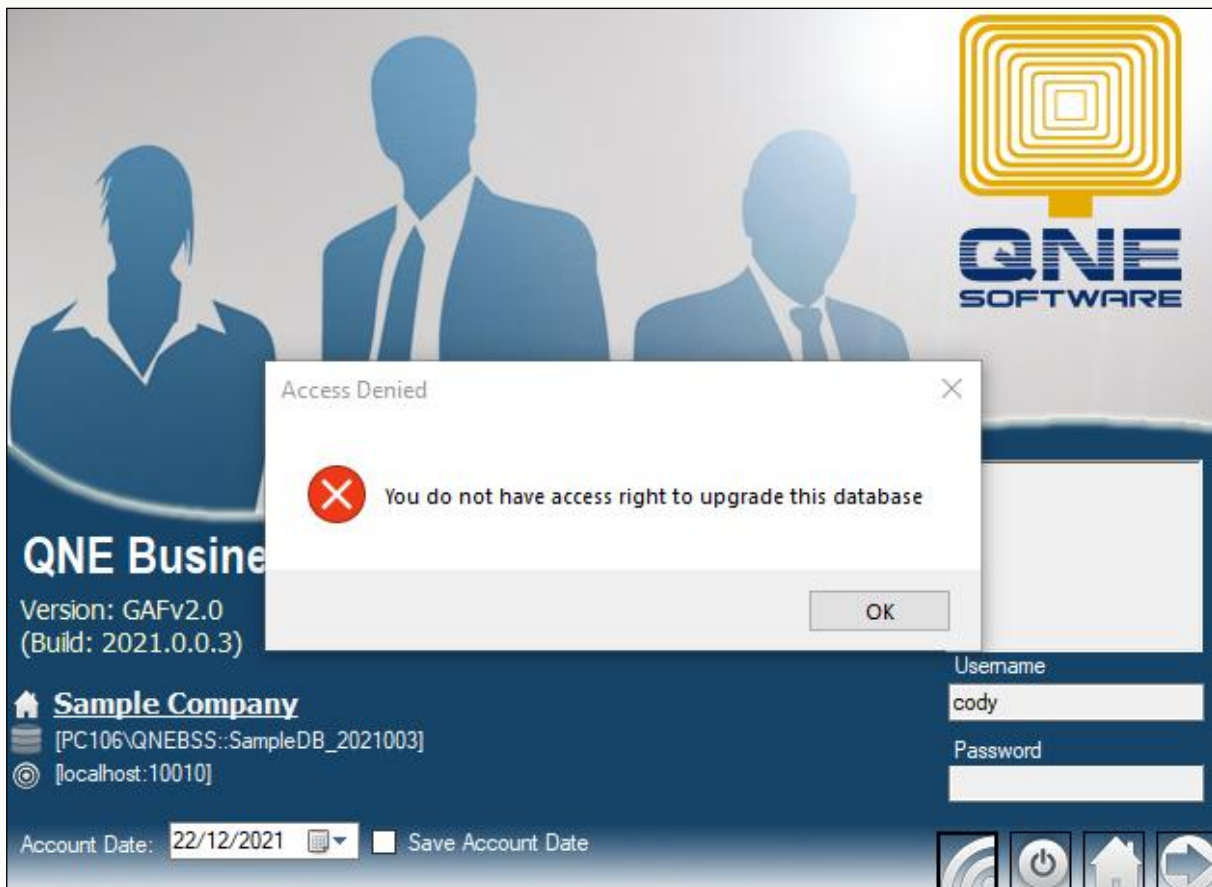 QNE
SOFTWARE
Access Denied
You do not have access right to upgrade this database
OK
QNE Busine
Version: GAFv2.0
(Build: 2021.0.0.3)
Sample Company
[PC106\QNEBSS::SampleDB_2021003]
[localhost:10010]
Username
cody
Password
Account Date: 22/12/2021 Save Account Date